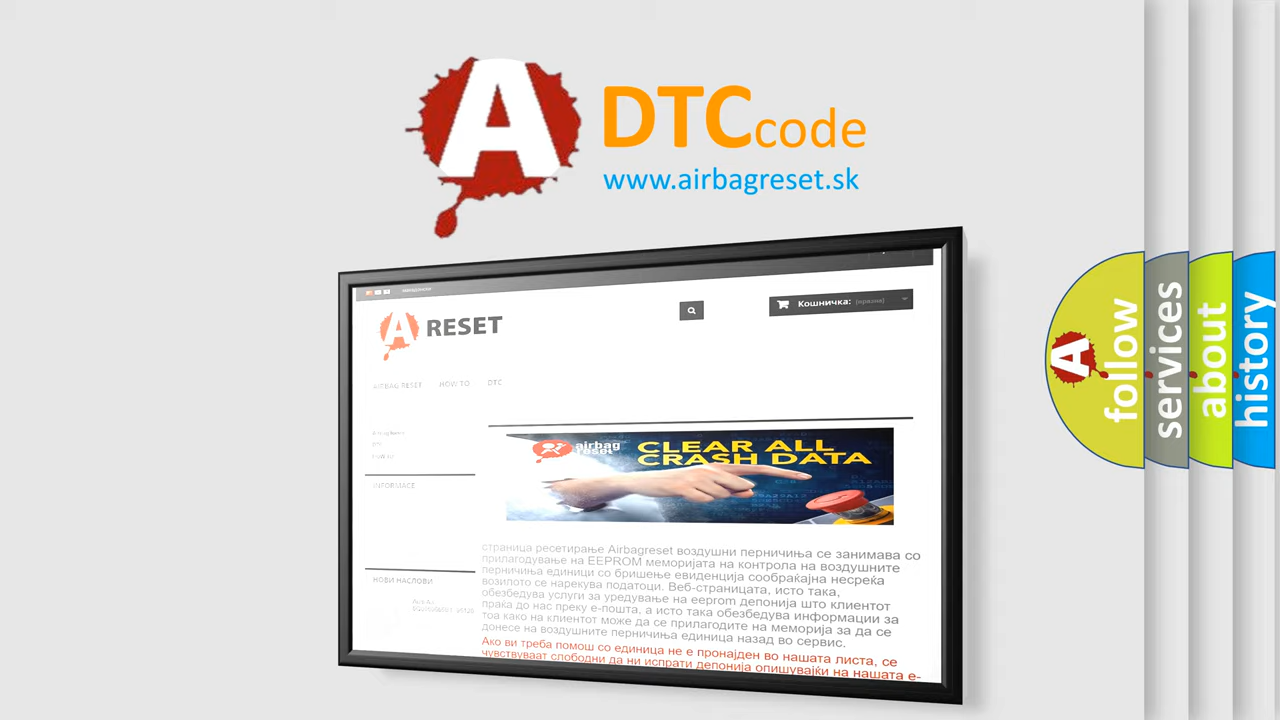 A
DTC code
www.airbagreset.sk
A RESET
Кошничка: (празни)
AIRBAG RESET HOW TO DTC
INFORMACE
airbag
reset
CLEAR ALL
CRASH DATA
страница ресетирање Airbagreset воздушни перничиња се занимава со
прилагодување на EEPROM меморијата на контрола на воздушните
перничиња единици со бришење евиденција сообраќајна несреќа
возилото се нарекува податоци. Веб-страницата, исто така,
обезбедува услуги за уредување на eeprom депонија што клиентот
праќа до нас преку е-пошта, а исто така обезбедува информации за
тоа како на клиентот може да се прилагодите на меморија за да се
донесе на воздушните перничиња единица назад во сервис.
Ако ви треба помош со единица не е пронајден во нашата листа, се
чувствуваат слободни да ни испрати депонија опишувајќи на нашата е-
НОВИ НАСЛОВИ
A
follow
services
about
history